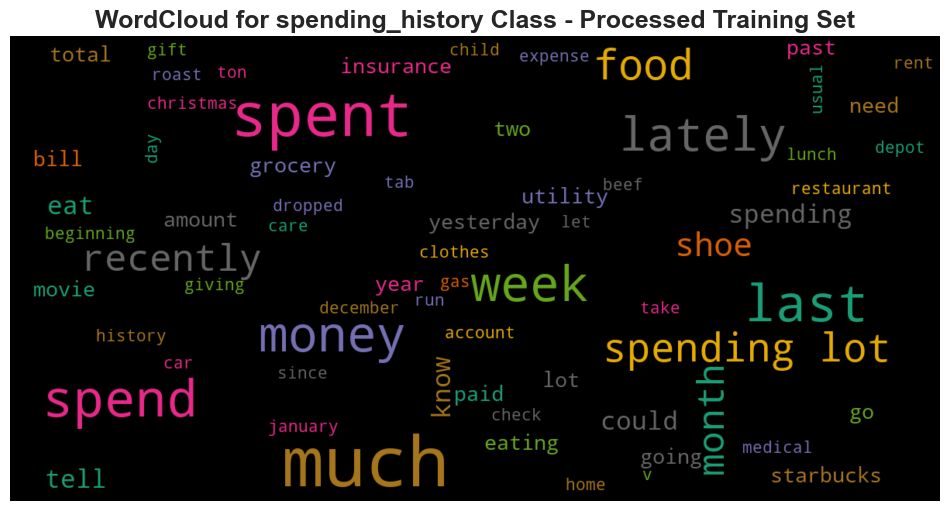 WordCloud for spending_history Class - Processed Training Set
total
gift
child
expense
food
past
rent
roast
ton
insurance
usual
christmas
spent
need
day
two
lately
lunch
depot
bill
grocery
tab
beef
restaurant
eat
dropped
utility
spending
amount
care
yesterday
let
beginning
recently
clothes
shoe
movie
giving
year
gas
week
last
december
run
take
history
money
account
spending lot
car
since
know
lot
month
spend
paid
check
could
go
january
eating
going
medical
tell
much
home
v
starbucks